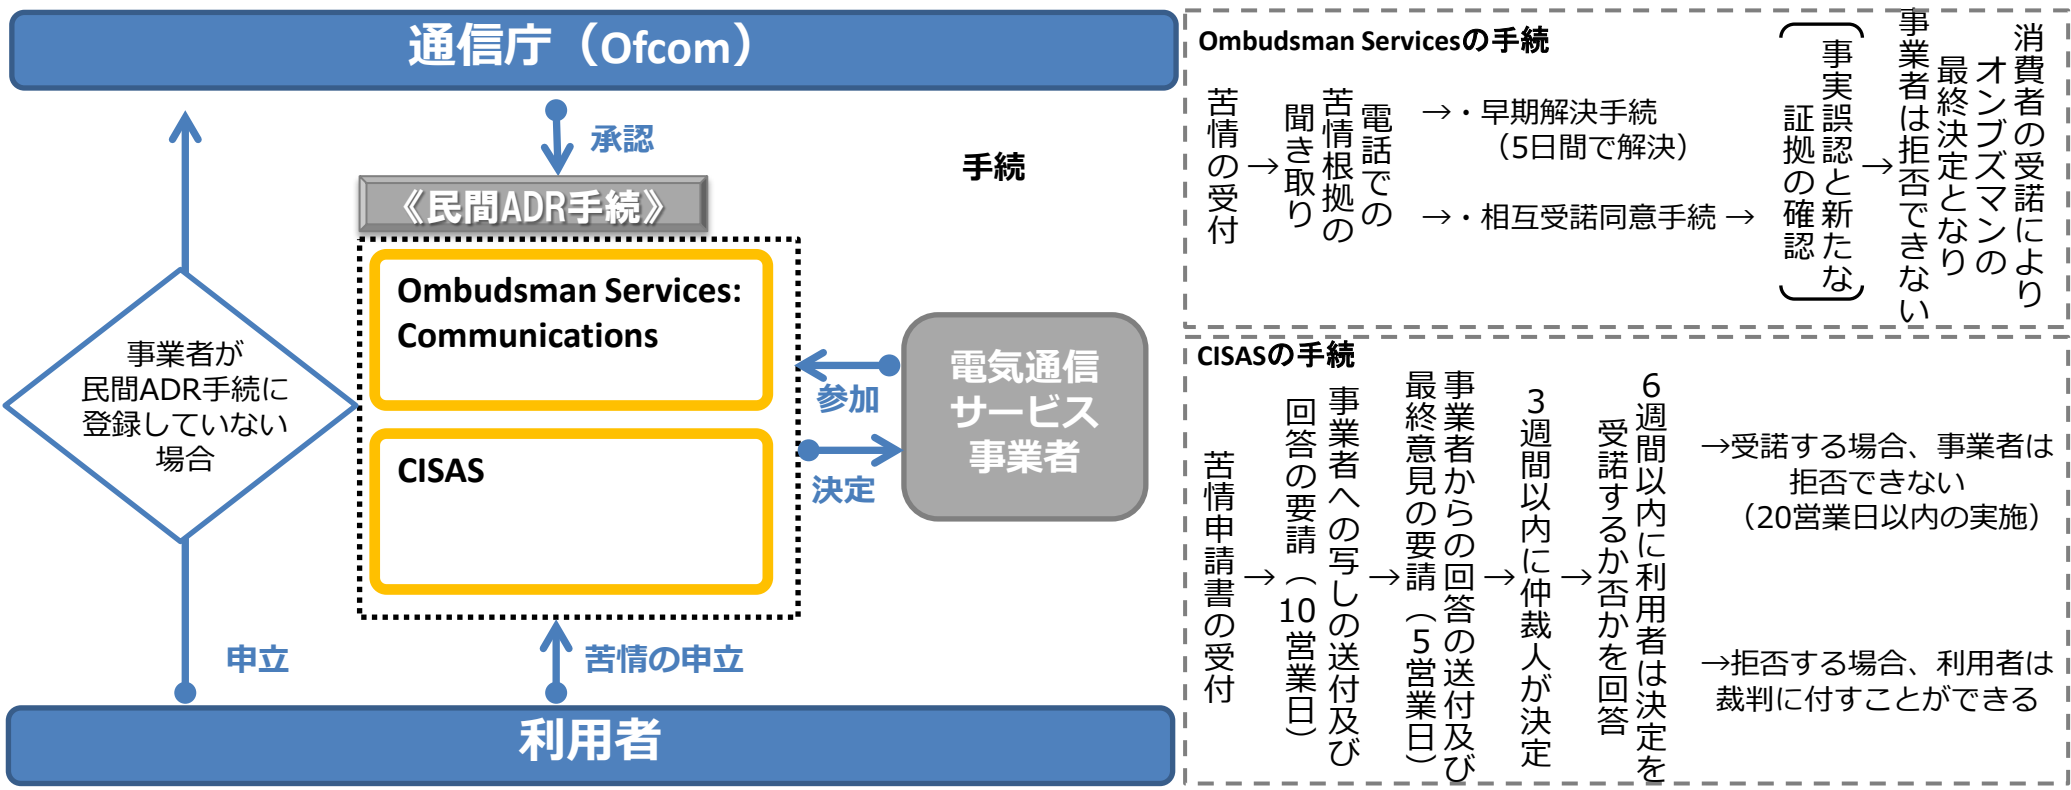 通信庁（Ofcom）
承認
《民間ADR手続》
手続
Ombudsman Services:
Communications
CISAS
事業者が
民間ADR手続に
登録していない
場合
参加
決定
電気通信
サービス
事業者
申立
苦情の申立
利用者
Ombudsman Servicesの手続
苦情の受付
→
電話での
苦情根拠の
聞き取り
→・早期解決手続
（5日間で解決）
→・相互受諾同意手続→
（事実誤認と新たな
証拠の確認）
→
消費者の受諾により
オンブズマンの
最終決定となり
事業者は拒否できない
CISASの手続
苦情申請書の受付
→
事業者への写しの送付及び
回答の要請（10営業日）
→
事業者からの回答の送付及び
最終意見の要請（5営業日）
→
3週間以内に仲裁人が決定
→
6週間以内に利用者は決定を
受諾するか否かを回答
→受諾する場合、事業者は
拒否できない
（20営業日以内の実施）
→拒否する場合、利用者は
裁判に付すことができる